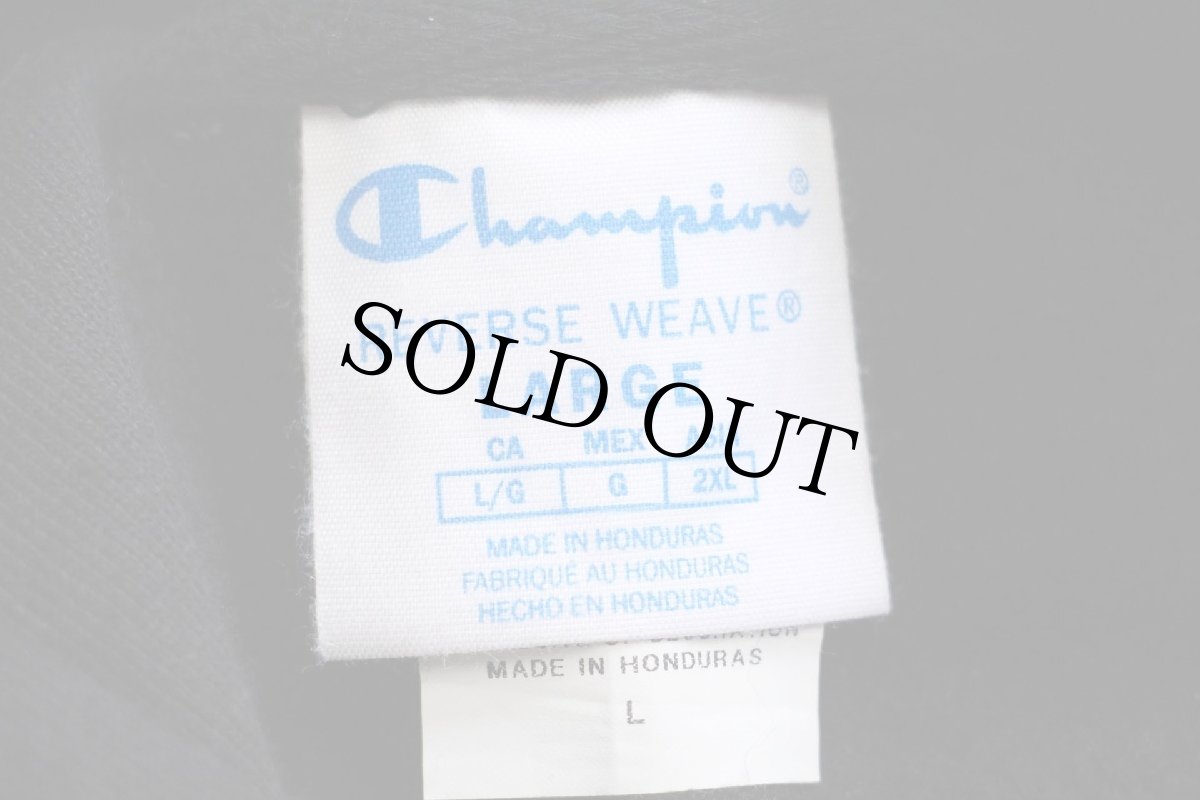 Champion®
REVERSE WEAVE®
LARGE
SOLD OUT
CA MEX ASIA
L/G G 2XL
MADE IN HONDURAS
FABRIQUÉ AU HONDURAS
HECHO EN HONDURAS
MADE IN HONDURAS
L